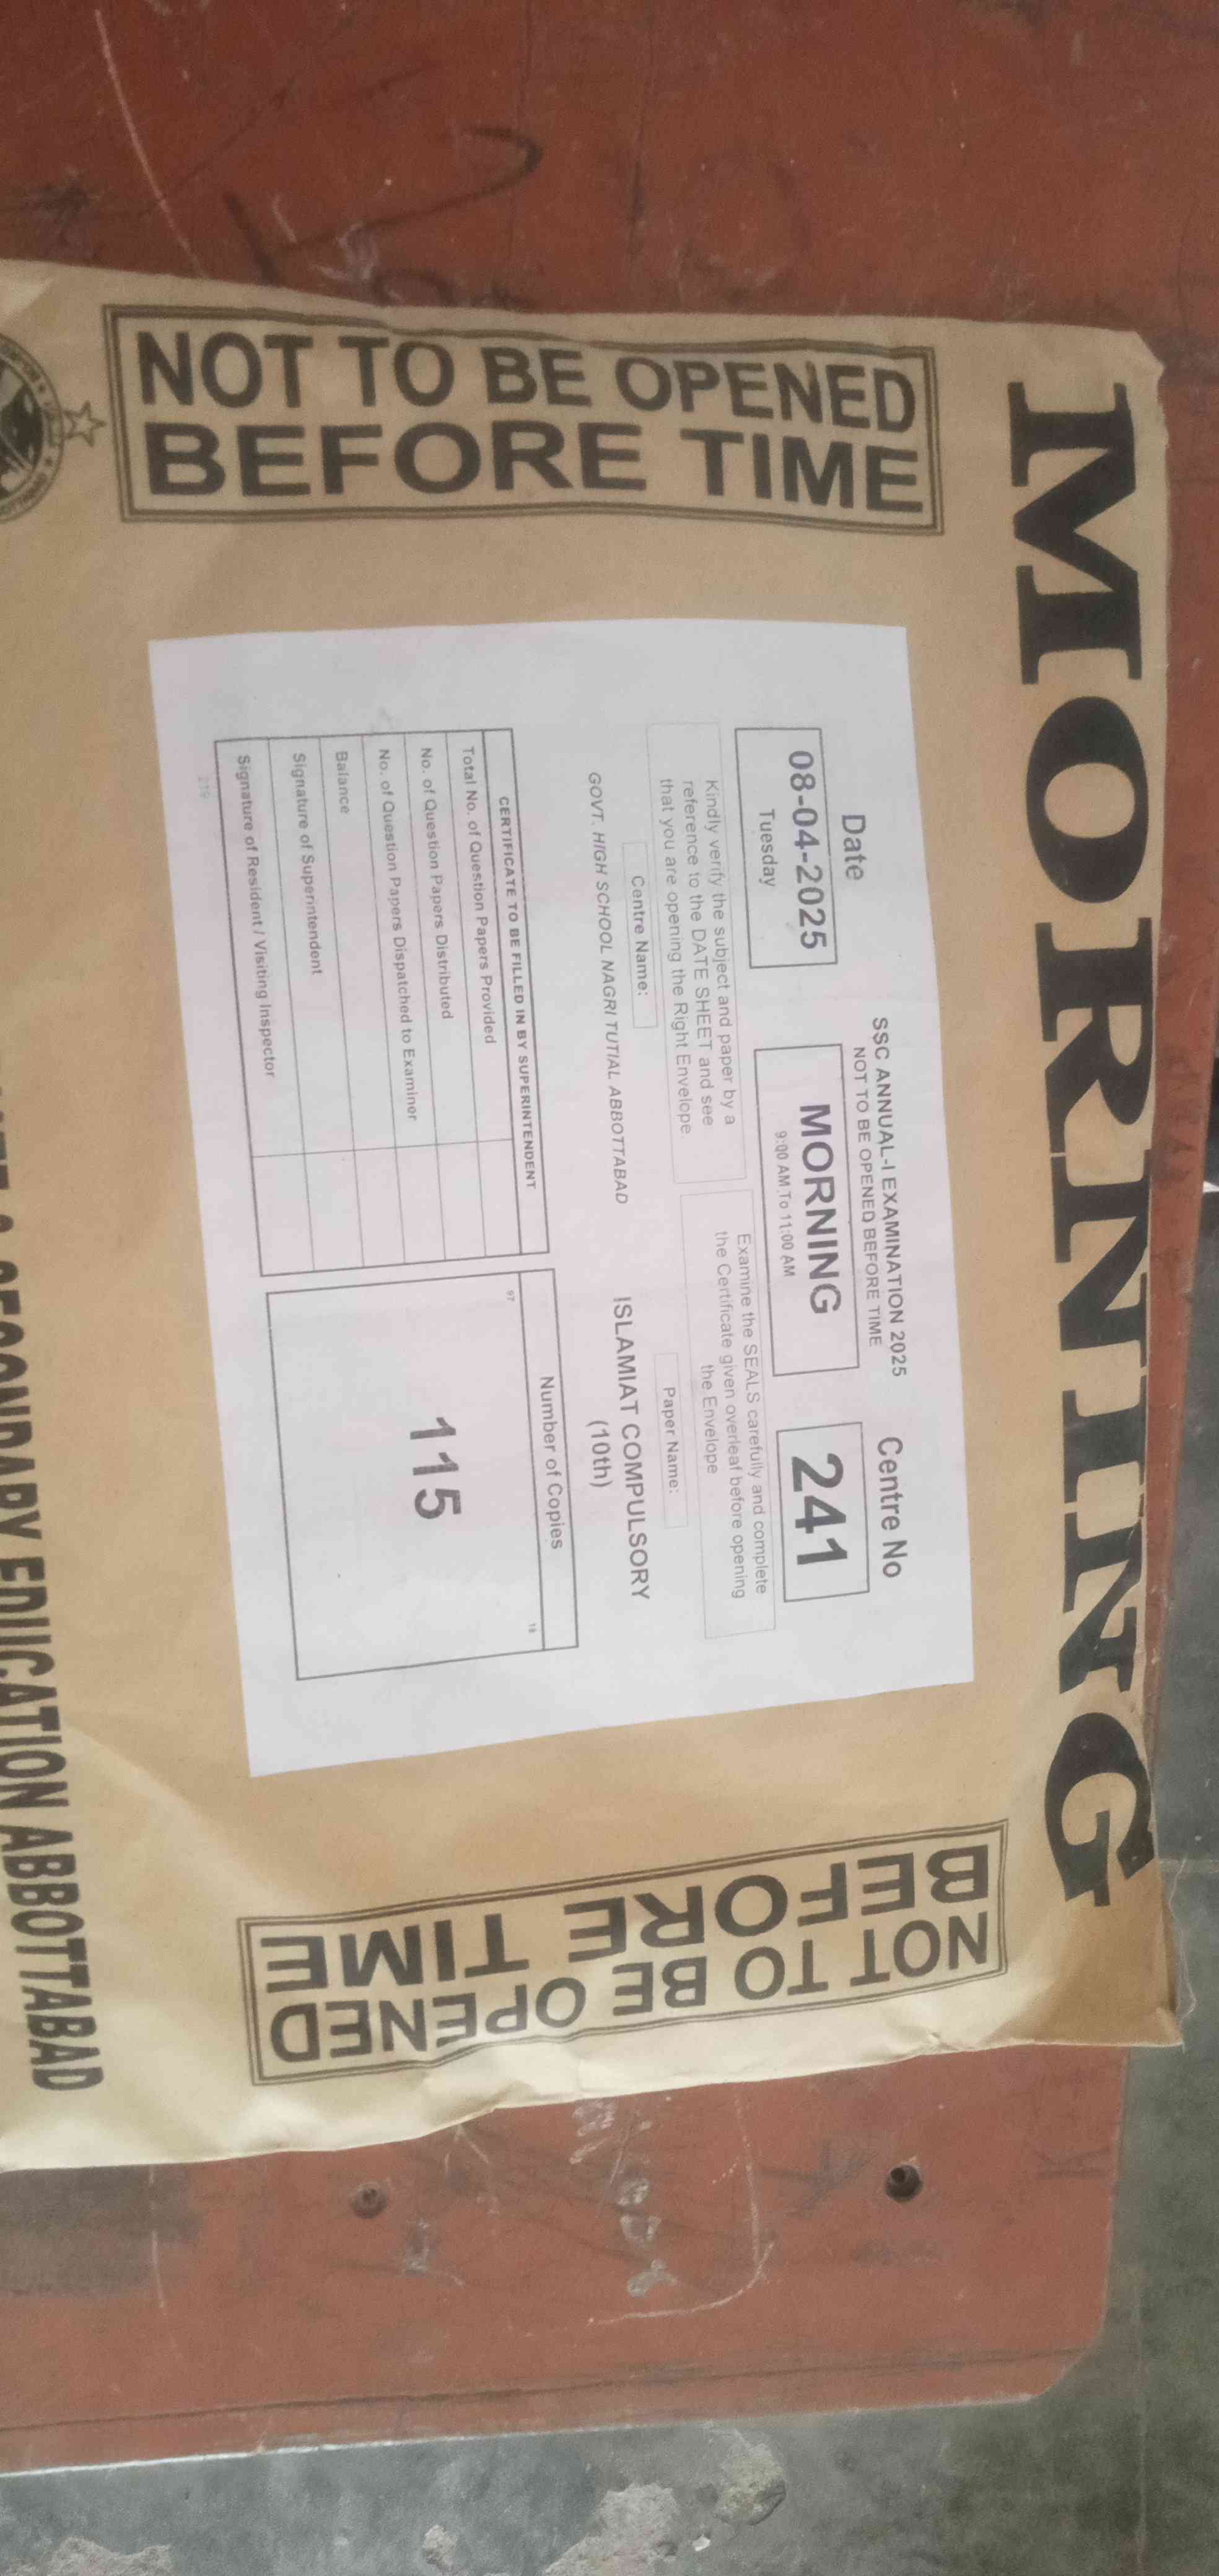 MORNING
NOT TO BE OPENED
BEFORE TIME
SSC ANNUAL-I EXAMINATION 2025
NOT TO BE OPENED BEFORE TIME
Date
08-04-2025
Tuesday
MORNING
9:00 AM To 11:00 AM
Centre No
241
Kindly verify the subject and paper by a
reference to the DATE SHEET and see
that you are opening the Right Envelope.
Examine the SEALS carefully and complete
the Certificate given overleaf before opening
the Envelope
Centre Name:
GOVT. HIGH SCHOOL NAGRI TUTIAL ABBOTTABAD
Paper Name:
ISLAMIAT COMPULSORY
(10th)
CERTIFICATE TO BE FILLED IN BY SUPERINTENDENT
Total No. of Question Papers Provided
No. of Question Papers Distributed
No. of Question Papers Dispatched to Examiner
Balance
Signature of Superintendent
Signature of Resident / Visiting Inspector
219
Number of Copies
97
18
115
NOT TO BE OPENED
BEFORE TIME
SECONDARY EDUCATION ABBOTTABAD